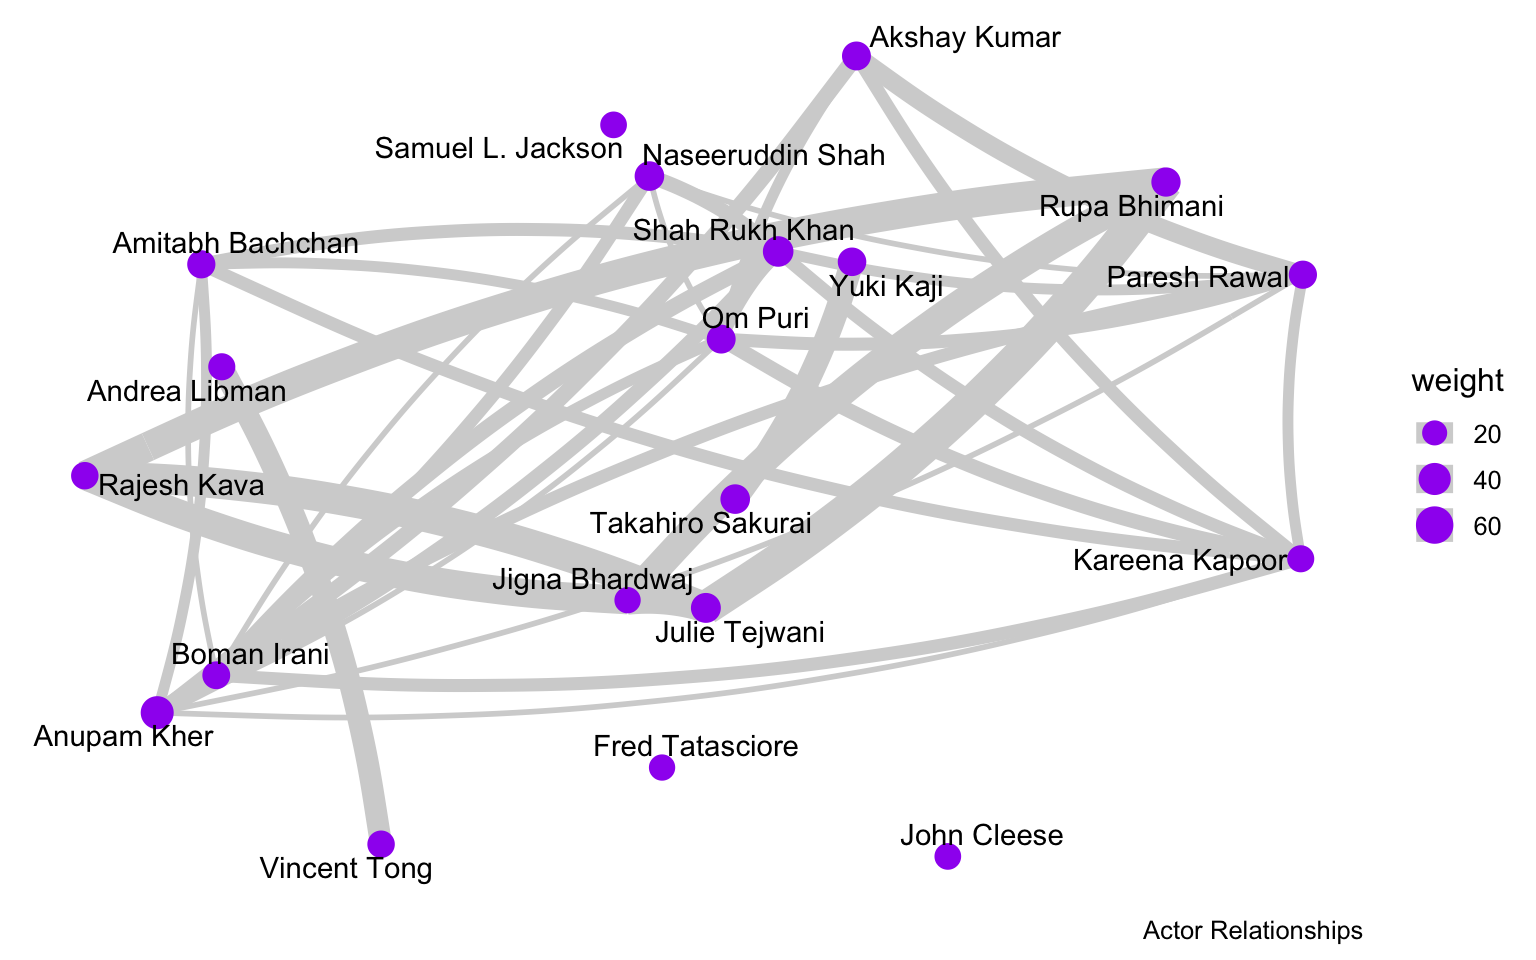 Akshay Kumar
Samuel L. Jackson
Naseeruddin Shah
Rupa Bhimani
Shah Rukh Khan
Amitabh Bachchan
Paresh Rawal
Yuki Kaji
Om Puri
Andrea Libman
weight
20
40
60
Rajesh Kava
Takahiro Sakurai
Kareena Kapoor
Jigna Bhardwaj
Julie Tejwani
Boman Irani
Anupam Kher
Fred Tatasciore
John Cleese
Vincent Tong
Actor Relationships